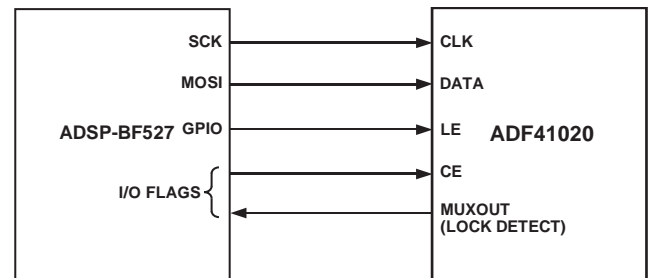 SCK
CLK
MOSI
DATA
ADSP-BF527
GPIO
LE
ADF41020
CE
I/O FLAGS
MUXOUT
(LOCK DETECT)